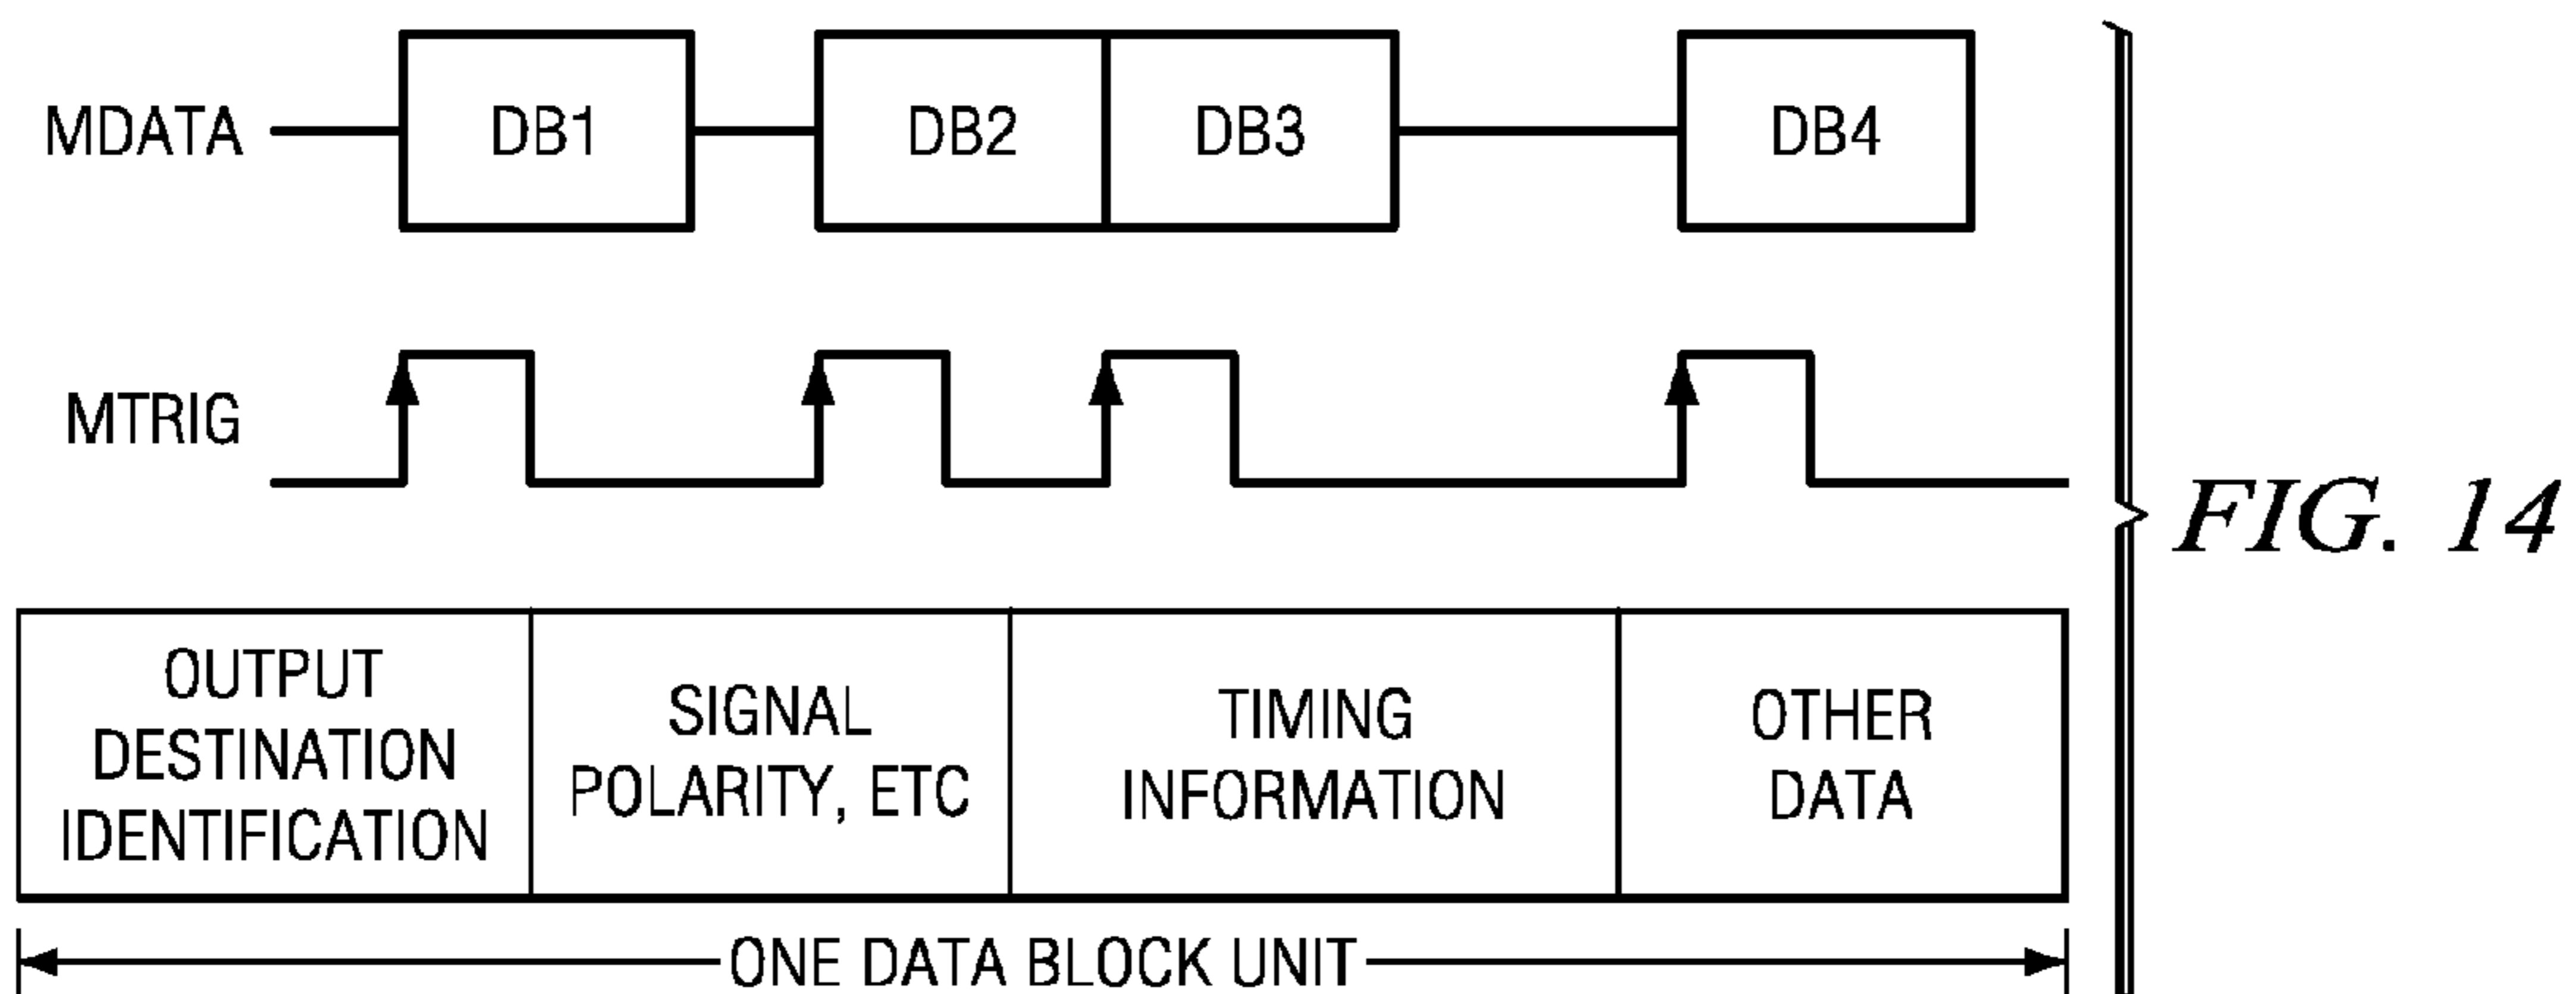 MDATA DB1 DB2 DB3 DB4
MTRIG
FIG. 14
OUTPUT
DESTINATION
IDENTIFICATION
SIGNAL
POLARITY, ETC
TIMING
INFORMATION
OTHER
DATA
ONE DATA BLOCK UNIT